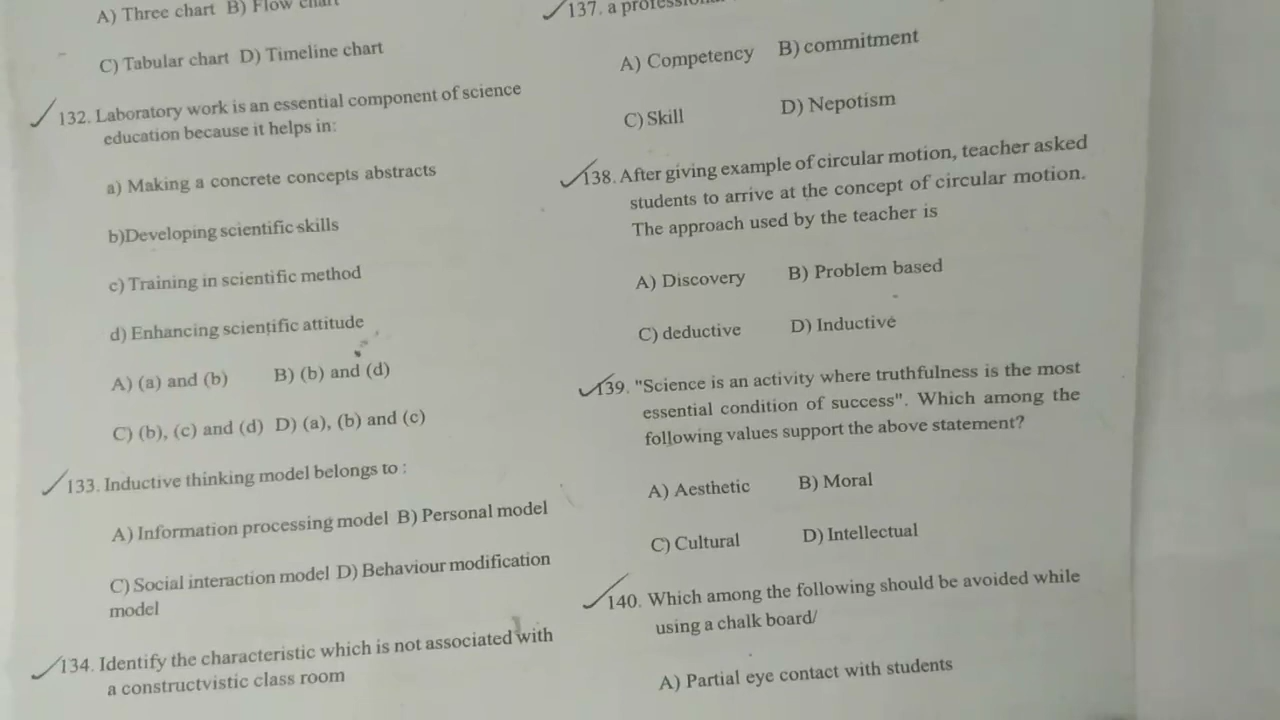 A) Three chart B) Flow chart
C) Tabular chart D) Timeline chart
132. Laboratory work is an essential component of science
education because it helps in:
a) Making a concrete concepts abstracts
b)Developing scientific skills
c) Training in scientific method
d) Enhancing scientific attitude
A) (a) and (b) B) (b) and (d)
C) (b), (c) and (d) D) (a), (b) and (c)
133. Inductive thinking model belongs to :
A) Information processing model B) Personal model
C) Social interaction model D) Behaviour modification
model
134. Identify the characteristic which is not associated with
a constructvistic class room
137. a
A) Competency B) commitment
C) Skill D) Nepotism
138. After giving example of circular motion, teacher asked
students to arrive at the concept of circular motion.
The approach used by the teacher is
A) Discovery B) Problem based
C) deductive D) Inductive
139. "Science is an activity where truthfulness is the most
essential condition of success". Which among the
following values support the above statement?
A) Aesthetic B) Moral
C) Cultural D) Intellectual
140. Which among the following should be avoided while
using a chalk board/
A) Partial eye contact with students